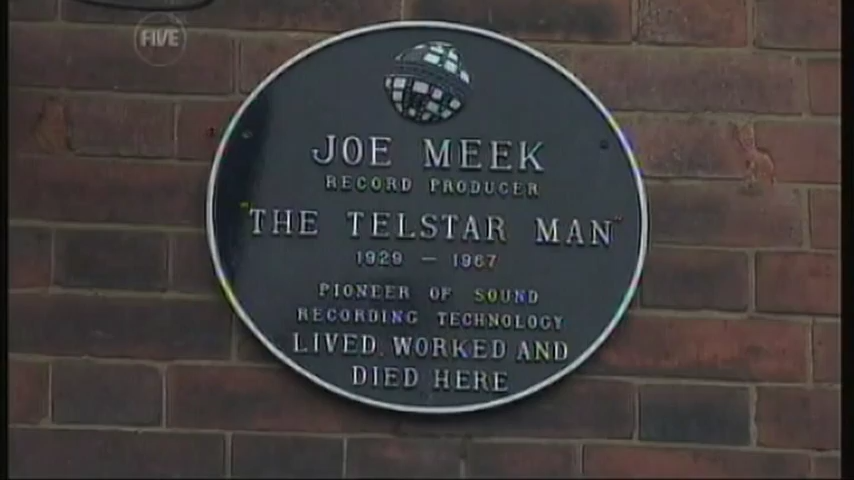 FIVE
JOE MEEK
RECORD PRODUCER
"THE TELSTAR MAN"
1929 — 1967
PIONEER OF SOUND
RECORDING TECHNOLOGY
LIVED, WORKED AND
DIED HERE